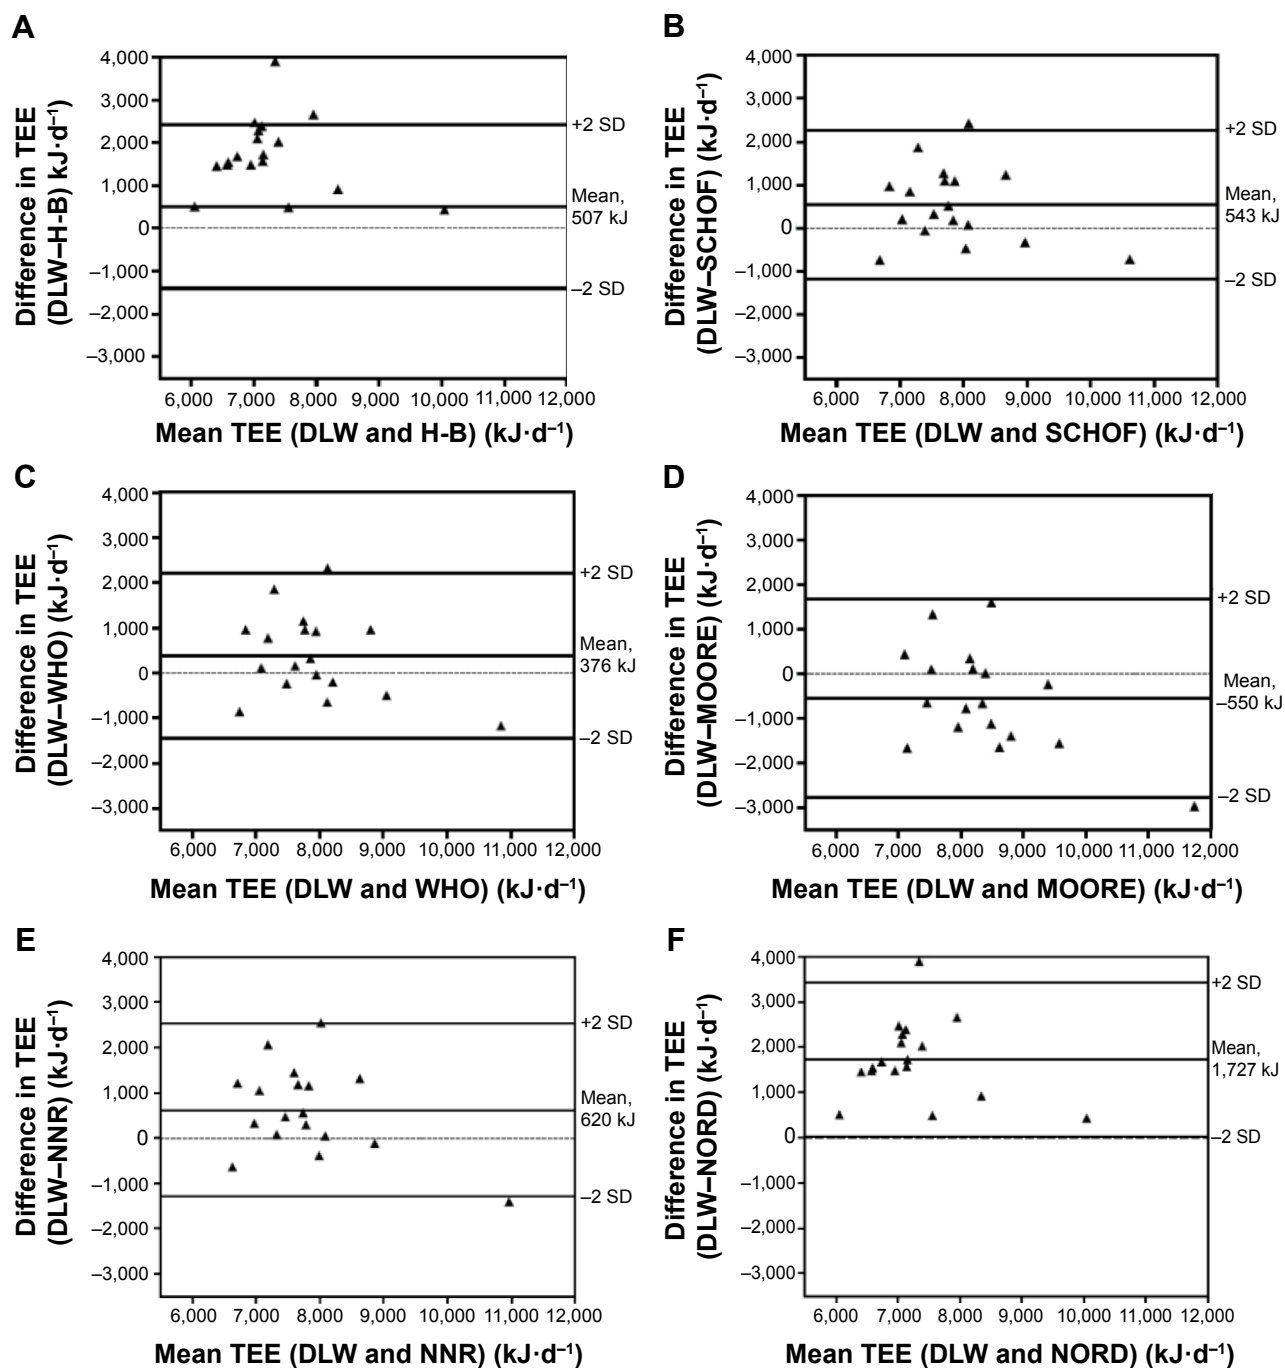 A
Difference in TEE
(DLW–H-B) kJ·d⁻¹)
4,000
3,000
2,000
1,000
0
–1,000
–2,000
–3,000
+2 SD
Mean,
507 kJ
–2 SD
6,000 7,000 8,000 9,000 10,000 11,000 12,000
Mean TEE (DLW and H-B) (kJ·d⁻¹)
B
Difference in TEE
(DLW–SCHOF) (kJ·d⁻¹)
4,000
3,000
2,000
1,000
0
–1,000
–2,000
–3,000
+2 SD
Mean,
543 kJ
–2 SD
6,000 7,000 8,000 9,000 10,000 11,000 12,000
Mean TEE (DLW and SCHOF) (kJ·d⁻¹)
C
Difference in TEE
(DLW–WHO) (kJ·d⁻¹)
4,000
3,000
2,000
1,000
0
–1,000
–2,000
–3,000
+2 SD
Mean,
376 kJ
–2 SD
6,000 7,000 8,000 9,000 10,000 11,000 12,000
Mean TEE (DLW and WHO) (kJ·d⁻¹)
D
Difference in TEE
(DLW–MOORE) (kJ·d⁻¹)
4,000
3,000
2,000
1,000
0
–1,000
–2,000
–3,000
+2 SD
Mean,
–550 kJ
–2 SD
6,000 7,000 8,000 9,000 10,000 11,000 12,000
Mean TEE (DLW and MOORE) (kJ·d⁻¹)
E
Difference in TEE
(DLW–NNR) (kJ·d⁻¹)
4,000
3,000
2,000
1,000
0
–1,000
–2,000
–3,000
+2 SD
Mean,
620 kJ
–2 SD
6,000 7,000 8,000 9,000 10,000 11,000 12,000
Mean TEE (DLW and NNR) (kJ·d⁻¹)
F
Difference in TEE
(DLW–NORD) (kJ·d⁻¹)
4,000
3,000
2,000
1,000
0
–1,000
–2,000
–3,000
+2 SD
Mean,
1,727 kJ
–2 SD
6,000 7,000 8,000 9,000 10,000 12,000
Mean TEE (DLW and NORD) (kJ·d⁻¹)